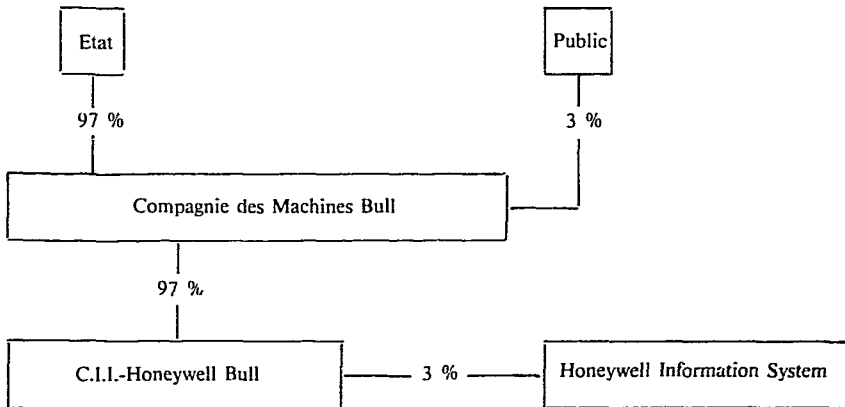 Etat
Public
97 %
3 %
Compagnie des Machines Bull
97 %
C.I.I.-Honeywell Bull
3 %
Honeywell Information System